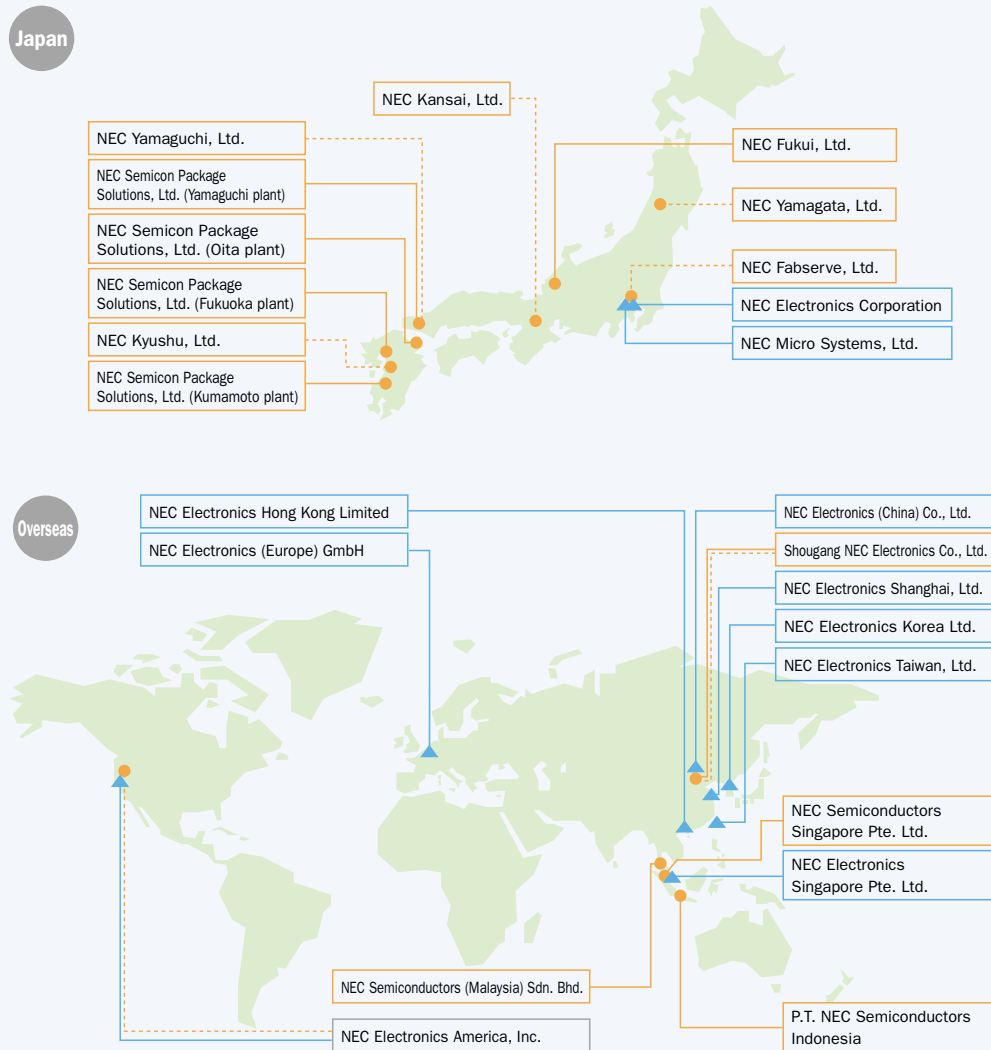 Japan
NEC Kansai, Ltd.
NEC Yamaguchi, Ltd.
NEC Semicon Package
Solutions, Ltd. (Yamaguchi plant)
NEC Semicon Package
Solutions, Ltd. (Oita plant)
NEC Semicon Package
Solutions, Ltd. (Fukuoka plant)
NEC Kyushu, Ltd.
NEC Semicon Package
Solutions, Ltd. (Kumamoto plant)
NEC Fukui, Ltd.
NEC Yamagata, Ltd.
NEC Fabserve, Ltd.
NEC Electronics Corporation
NEC Micro Systems, Ltd.
Overseas
NEC Electronics Hong Kong Limited
NEC Electronics (Europe) GmbH
NEC Electronics (China) Co., Ltd.
Shougang NEC Electronics Co., Ltd.
NEC Electronics Shanghai, Ltd.
NEC Electronics Korea Ltd.
NEC Electronics Taiwan, Ltd.
NEC Semiconductors
Singapore Pte. Ltd.
NEC Electronics
Singapore Pte. Ltd.
NEC Semiconductors (Malaysia) Sdn. Bhd.
NEC Electronics America, Inc.
P.T. NEC Semiconductors
Indonesia